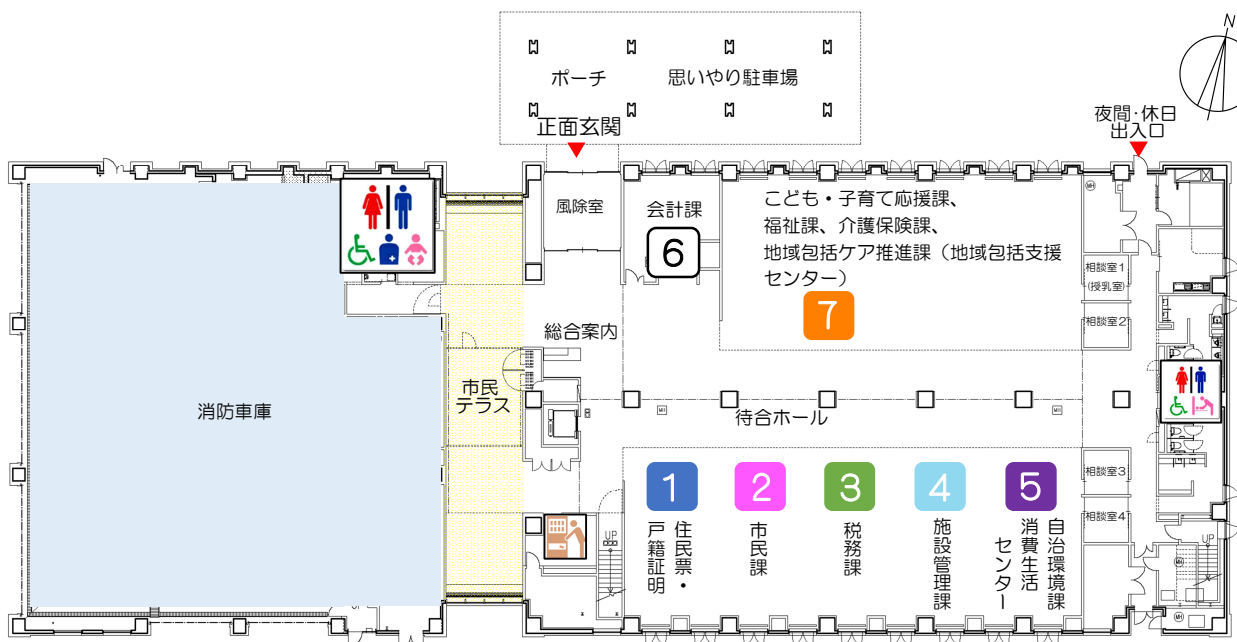 N
ポーチ
思いやり駐車場
正面玄関
夜間・休日
出入口
風除室
会計課
6
こども・子育て応援課、
福祉課、介護保険課、
地域包括ケア推進課（地域包括支援
センター）
7
相談室1
(授乳室)
相談室2
総合案内
市民
テラス
消防車庫
待合ホール
MH
MH
MH
1
住民票・
戸籍証明
2
市民課
3
税務課
4
施設管理課
5
自治環境課
消費生活
センター
相談室3
相談室4
UP
UP
MH
MH